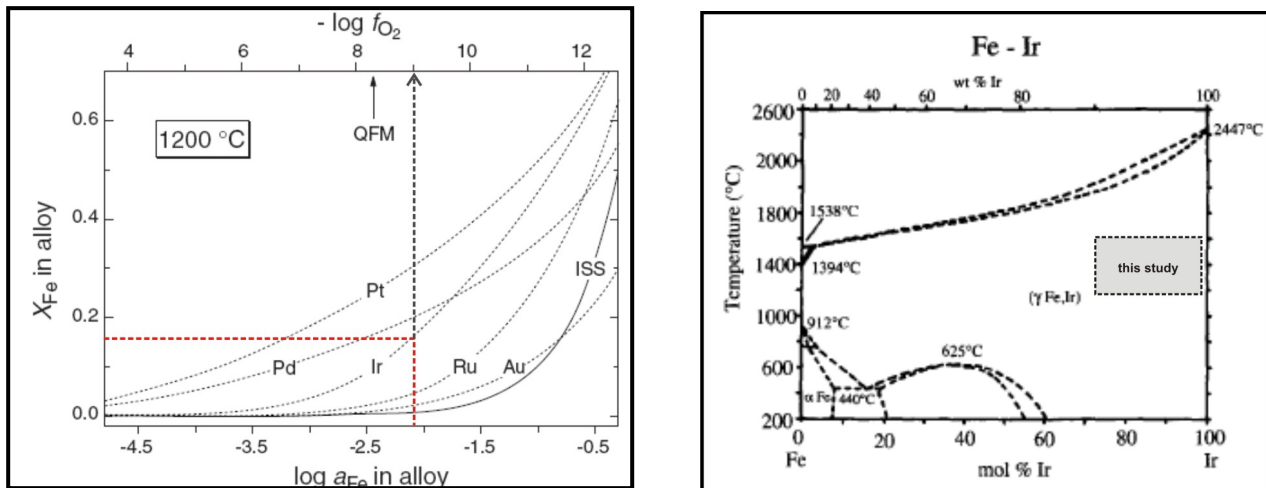 - log fO2
4 6 8 10 12
1200 °C
QFM
0.6
0.4
0.2
0.0
XFe in alloy
Pt
Pd
Ir
Ru
Au
ISS
-4.5 -3.5 -2.5 -1.5 -0.5
log aFe in alloy
Fe - Ir
wt % Ir
0 20 40 60 80 100
2600
2000
1800
1400
1000
600
200
Temperature (°C)
2447°C
1538°C
1394°C
this study
(γ Fe,Ir)
912°C
625°C
α Fe 440°C
0 20 40 60 80 100
Fe mol % Ir Ir